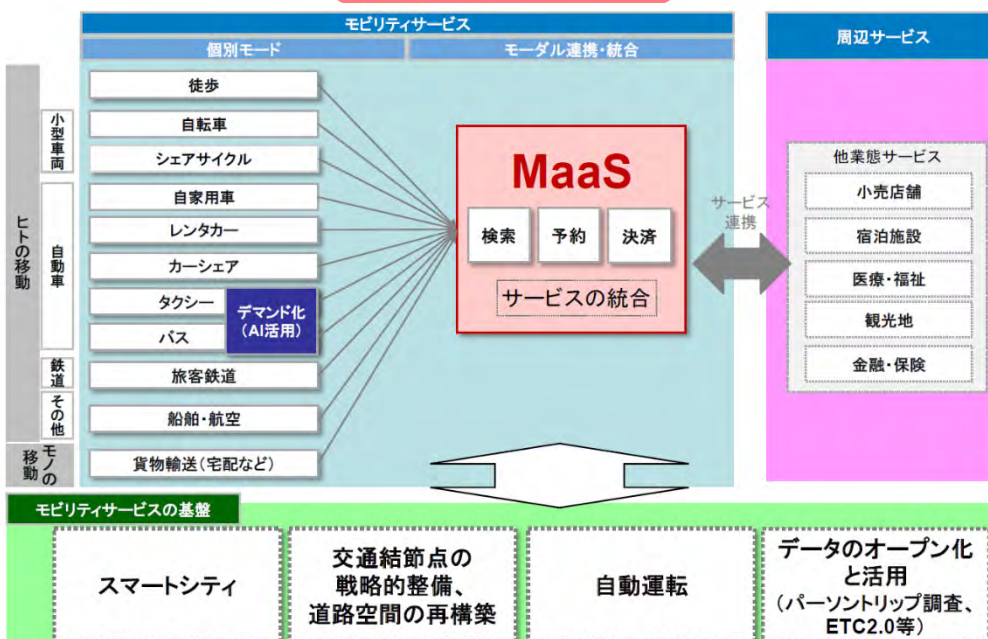 モビリティサービス
個別モード
モーダル連携・統合
周辺サービス
ヒトの移動
小型車両
自動車
鉄道
その他
モノの
移動
徒歩
自転車
シェアサイクル
自家用車
レンタカー
カーシェア
タクシー
バス
デマンド化
（AI活用）
旅客鉄道
船舶・航空
貨物輸送（宅配など）
MaaS
検索
予約
決済
サービスの統合
サービス
連携
他業態サービス
小売店舗
宿泊施設
医療・福祉
観光地
金融・保険
モビリティサービスの基盤
スマートシティ
交通結節点の
戦略的整備、
道路空間の再構築
自動運転
データのオープン化
と活用
（パーソントリップ調査、
ETC2.0等）